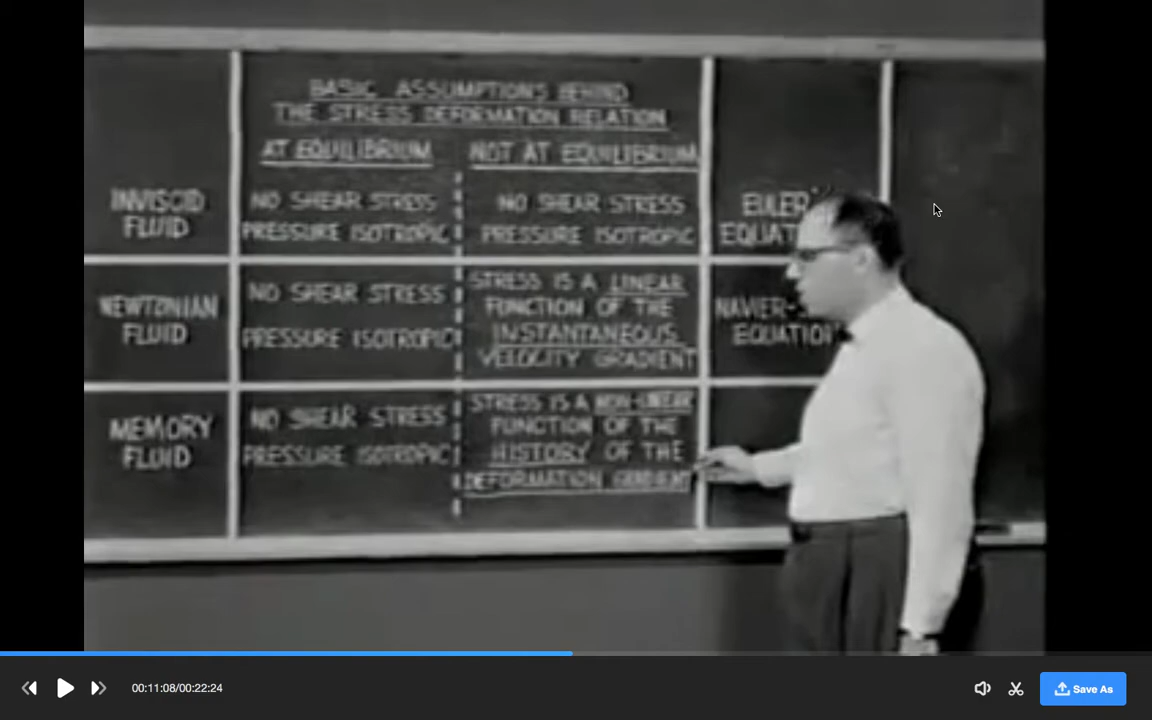 BASIC ASSUMPTIONS BEHIND
THE STRESS DEFORMATION RELATION
AT EQUILIBRIUM
NOT AT EQUILIBRIUM
INVISCID
FLUID
NO SHEAR STRESS
PRESSURE ISOTROPIC
NO SHEAR STRESS
PRESSURE ISOTROPIC
EULER
EQUAT
NEWTONIAN
FLUID
NO SHEAR STRESS
PRESSURE ISOTROPIC
STRESS IS A LINEAR
FUNCTION OF THE
INSTANTANEOUS
VELOCITY GRADIENT
NAVIER-S
EQUATION
MEMORY
FLUID
NO SHEAR STRESS
PRESSURE ISOTROPIC
STRESS IS A NON-LINEAR
FUNCTION OF THE
HISTORY OF THE
DEFORMATION GRADIENT
00:11:08/00:22:24
Save As